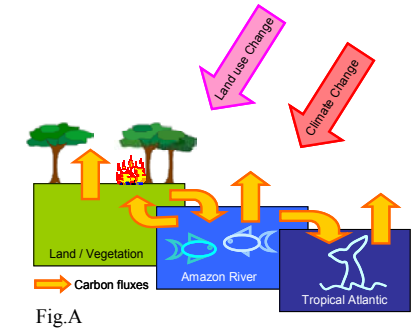 Land use Change
Climate Change
Land / Vegetation
Amazon River
Carbon fluxes
Tropical Atlantic
Fig.A